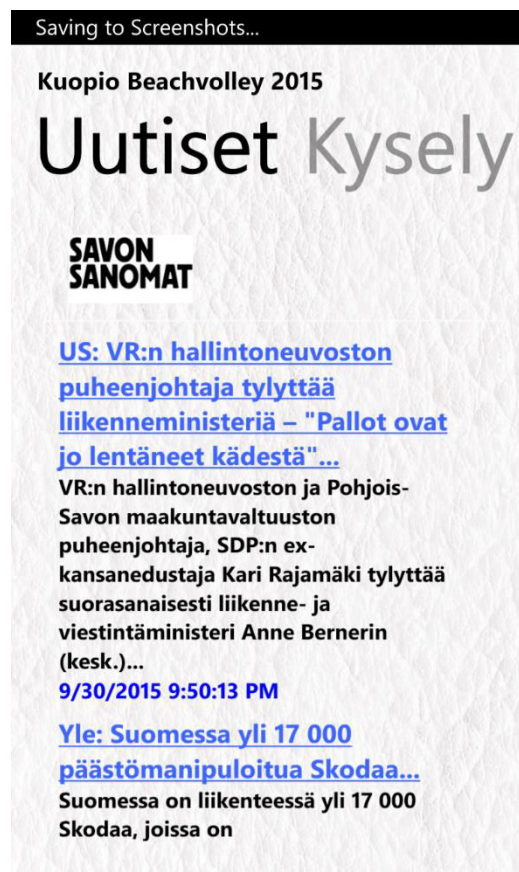 Saving to Screenshots...
Kuopio Beachvolley 2015
Uutiset Kysely
SAVON
SANOMAT
US: VR:n hallintoneuvoston
puheenjohtaja tylyttää
liikenneministeriä – "Pallot ovat
jo lentäneet kädestä"...
VR:n hallintoneuvoston ja Pohjois-
Savon maakuntavaltuuston
puheenjohtaja, SDP:n ex-
kansanedustaja Kari Rajamäki tylyttää
suorasanaisesti liikenne- ja
viestintäministeri Anne Bernerin
(kesk.)...
9/30/2015 9:50:13 PM
Yle: Suomessa yli 17 000
päästömanipuloitua Skodaa...
Suomessa on liikenteessä yli 17 000
Skodaa, joissa on